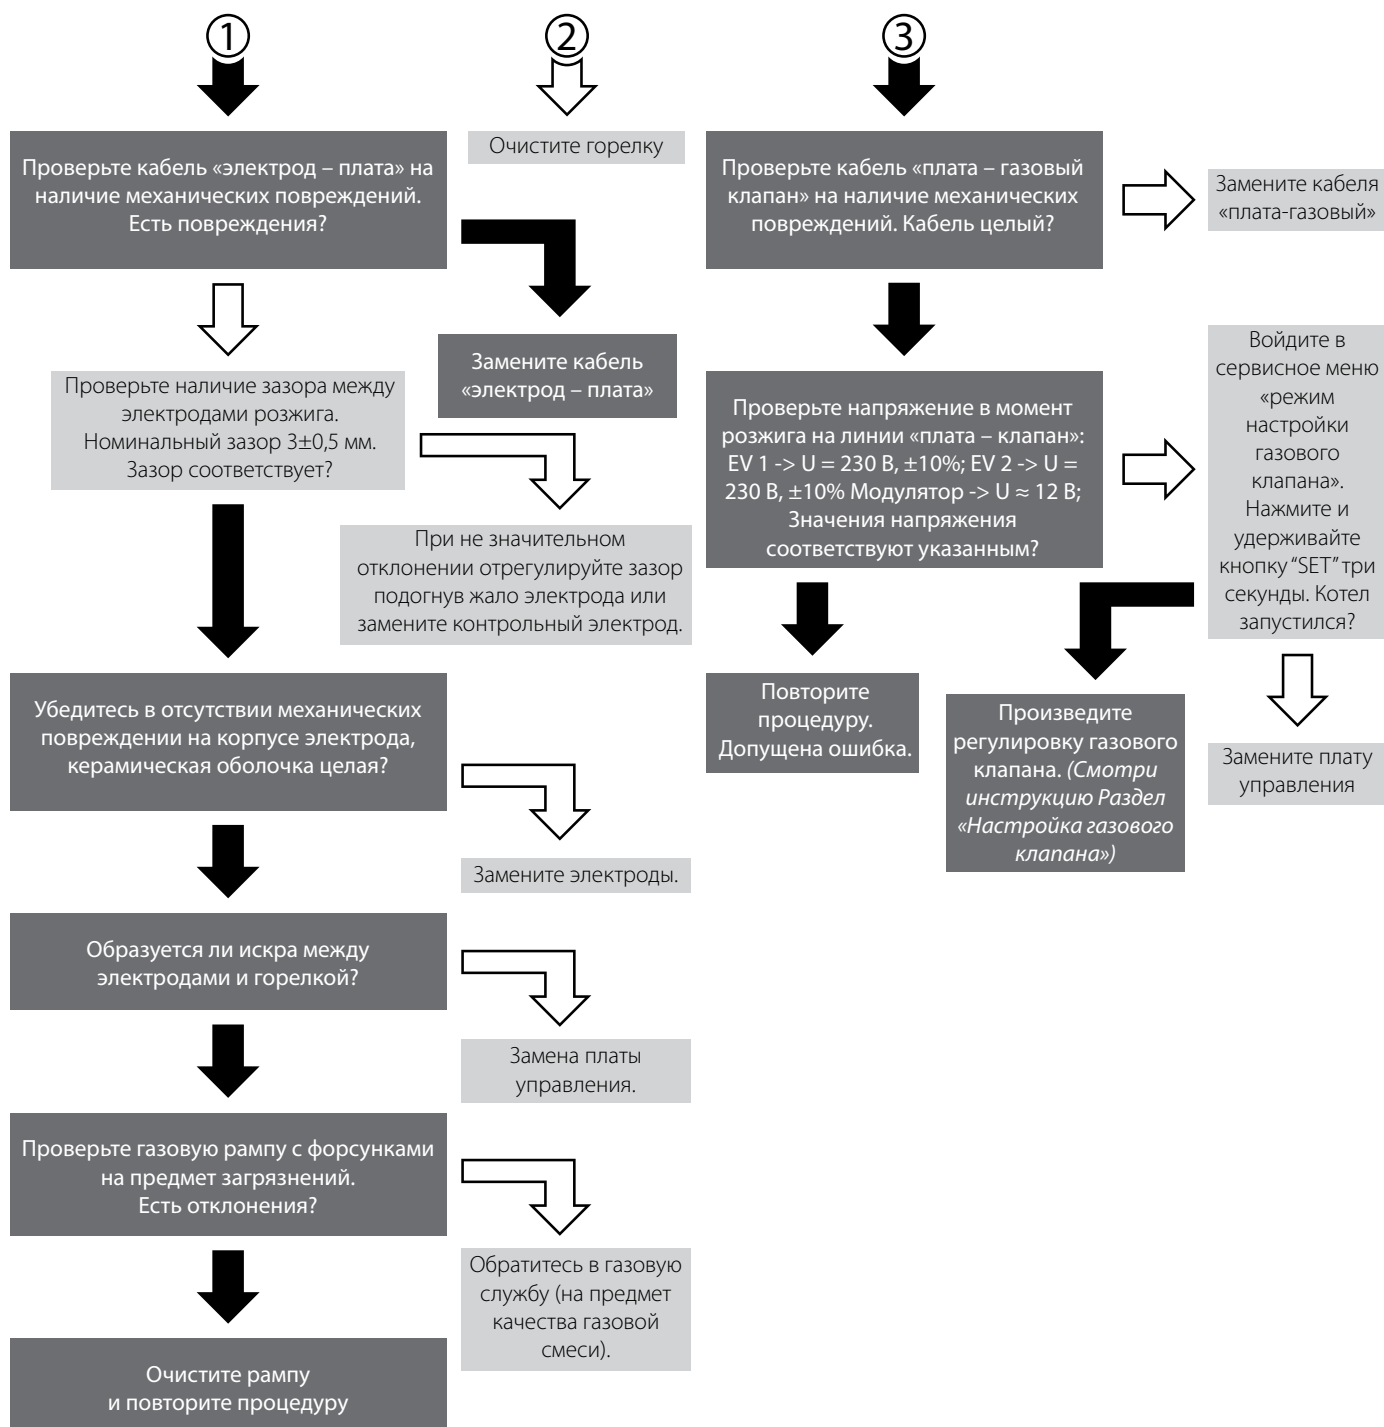 1
Проверьте кабель «электрод – плата» на
наличие механических повреждений.
Есть повреждения?
Проверьте наличие зазора между
электродами розжига.
Номинальный зазор 3±0,5 мм.
Зазор соответствует?
Убедитесь в отсутствии механических
повреждении на корпусе электрода,
керамическая оболочка целая?
Образуется ли искра между
электродами и горелкой?
Проверьте газовую рампу с форсунками
на предмет загрязнений.
Есть отклонения?
Очистите рампу
и повторите процедуру
2
Очистите горелку
Замените кабель
«электрод – плата»
При не значительном
отклонении отрегулируйте зазор
подогнув жало электрода или
замените контрольный электрод.
Замените электроды.
Замена платы
управления.
Обратитесь в газовую
службу (на предмет
качества газовой
смеси).
3
Проверьте кабель «плата – газовый
клапан» на наличие механических
повреждений. Кабель целый?
Замените кабеля
«плата-газовый»
Проверьте напряжение в момент
розжига на линии «плата – клапан»:
EV 1 -> U = 230 В, ±10%; EV 2 -> U =
230 В, ±10% Модулятор -> U ≈ 12 В;
Значения напряжения
соответствуют указанным?
Войдите в
сервисное меню
«режим
настройки
газового
клапана».
Нажмите и
удерживайте
кнопку “SET” три
секунды. Котел
запустился?
Повторите
процедуру.
Допущена ошибка.
Произведите
регулировку газового
клапана. (Смотри
инструкцию Раздел
«Настройка газового
клапана»)
Замените плату
управления